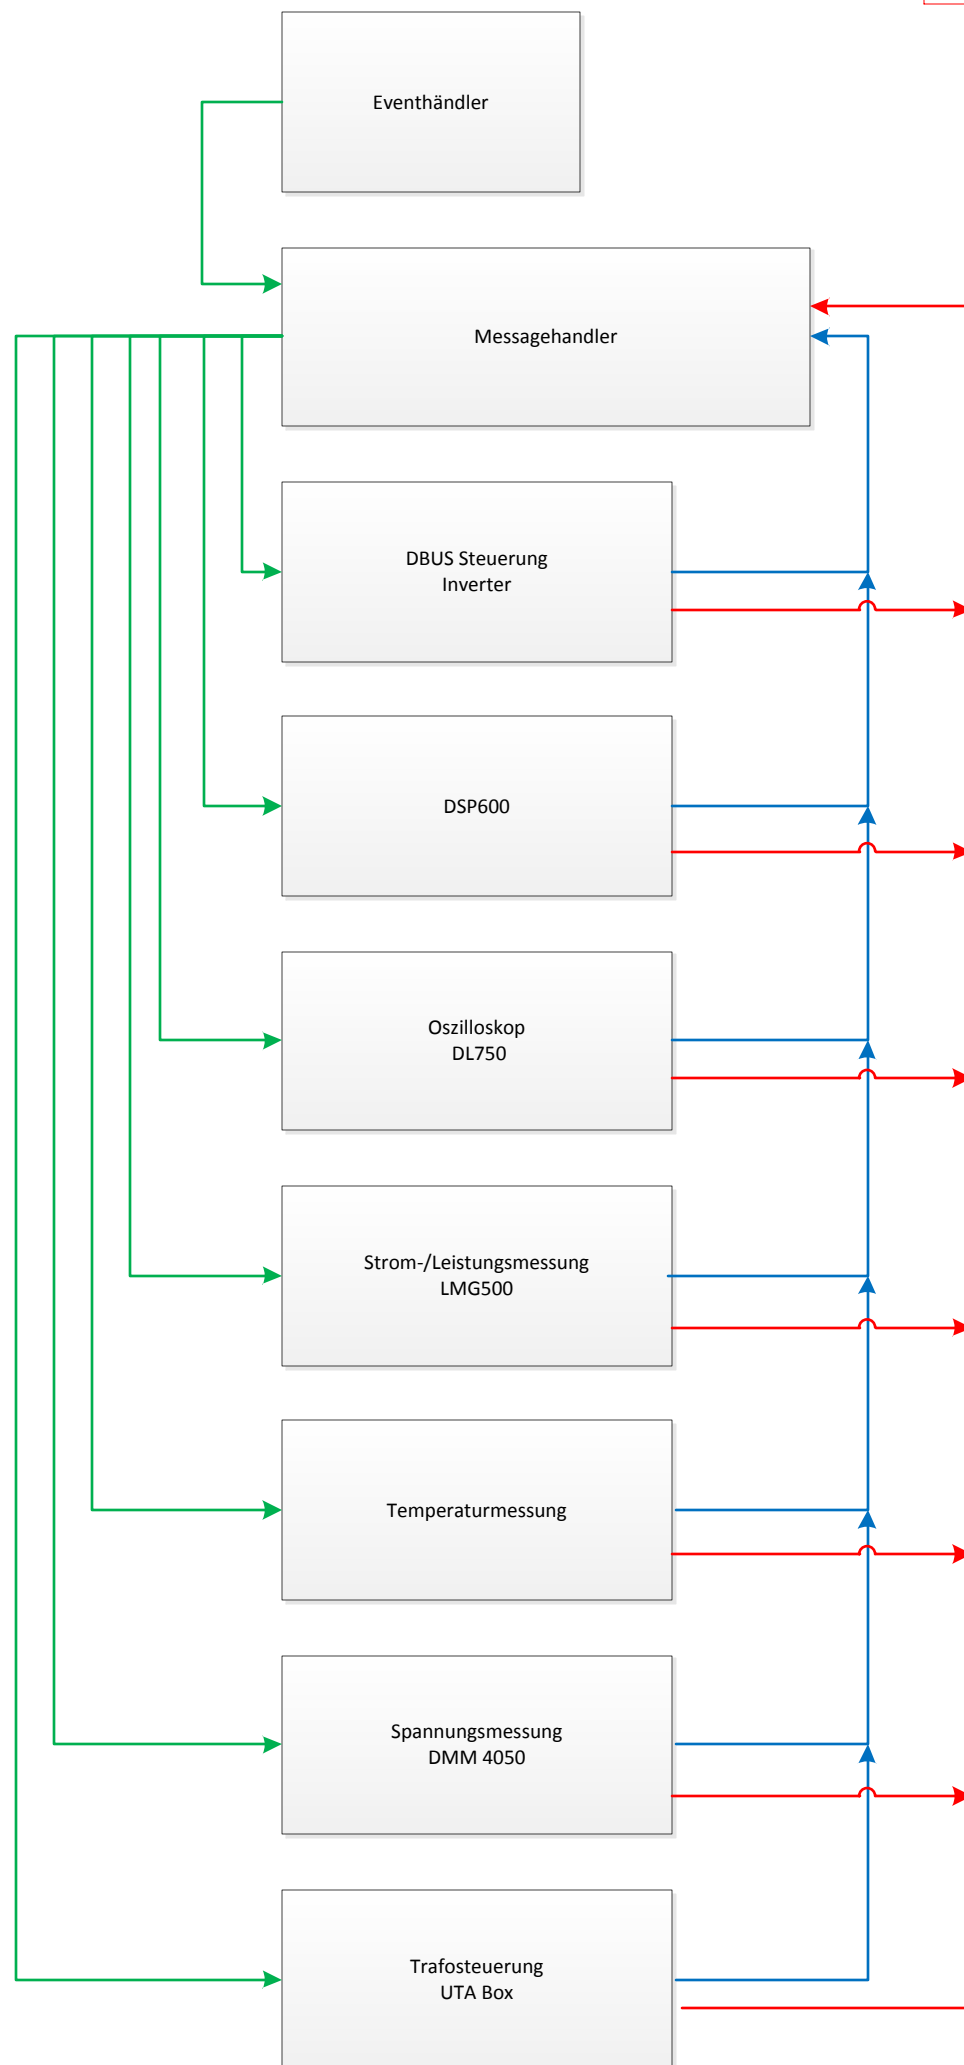 Eventhändler
Messagehandler
DBUS Steuerung
Inverter
DSP600
Oszilloskop
DL750
Strom-/Leistungsmessung
LMG500
Temperaturmessung
Spannungsmessung
DMM 4050
Trafosteuerung
UTA Box